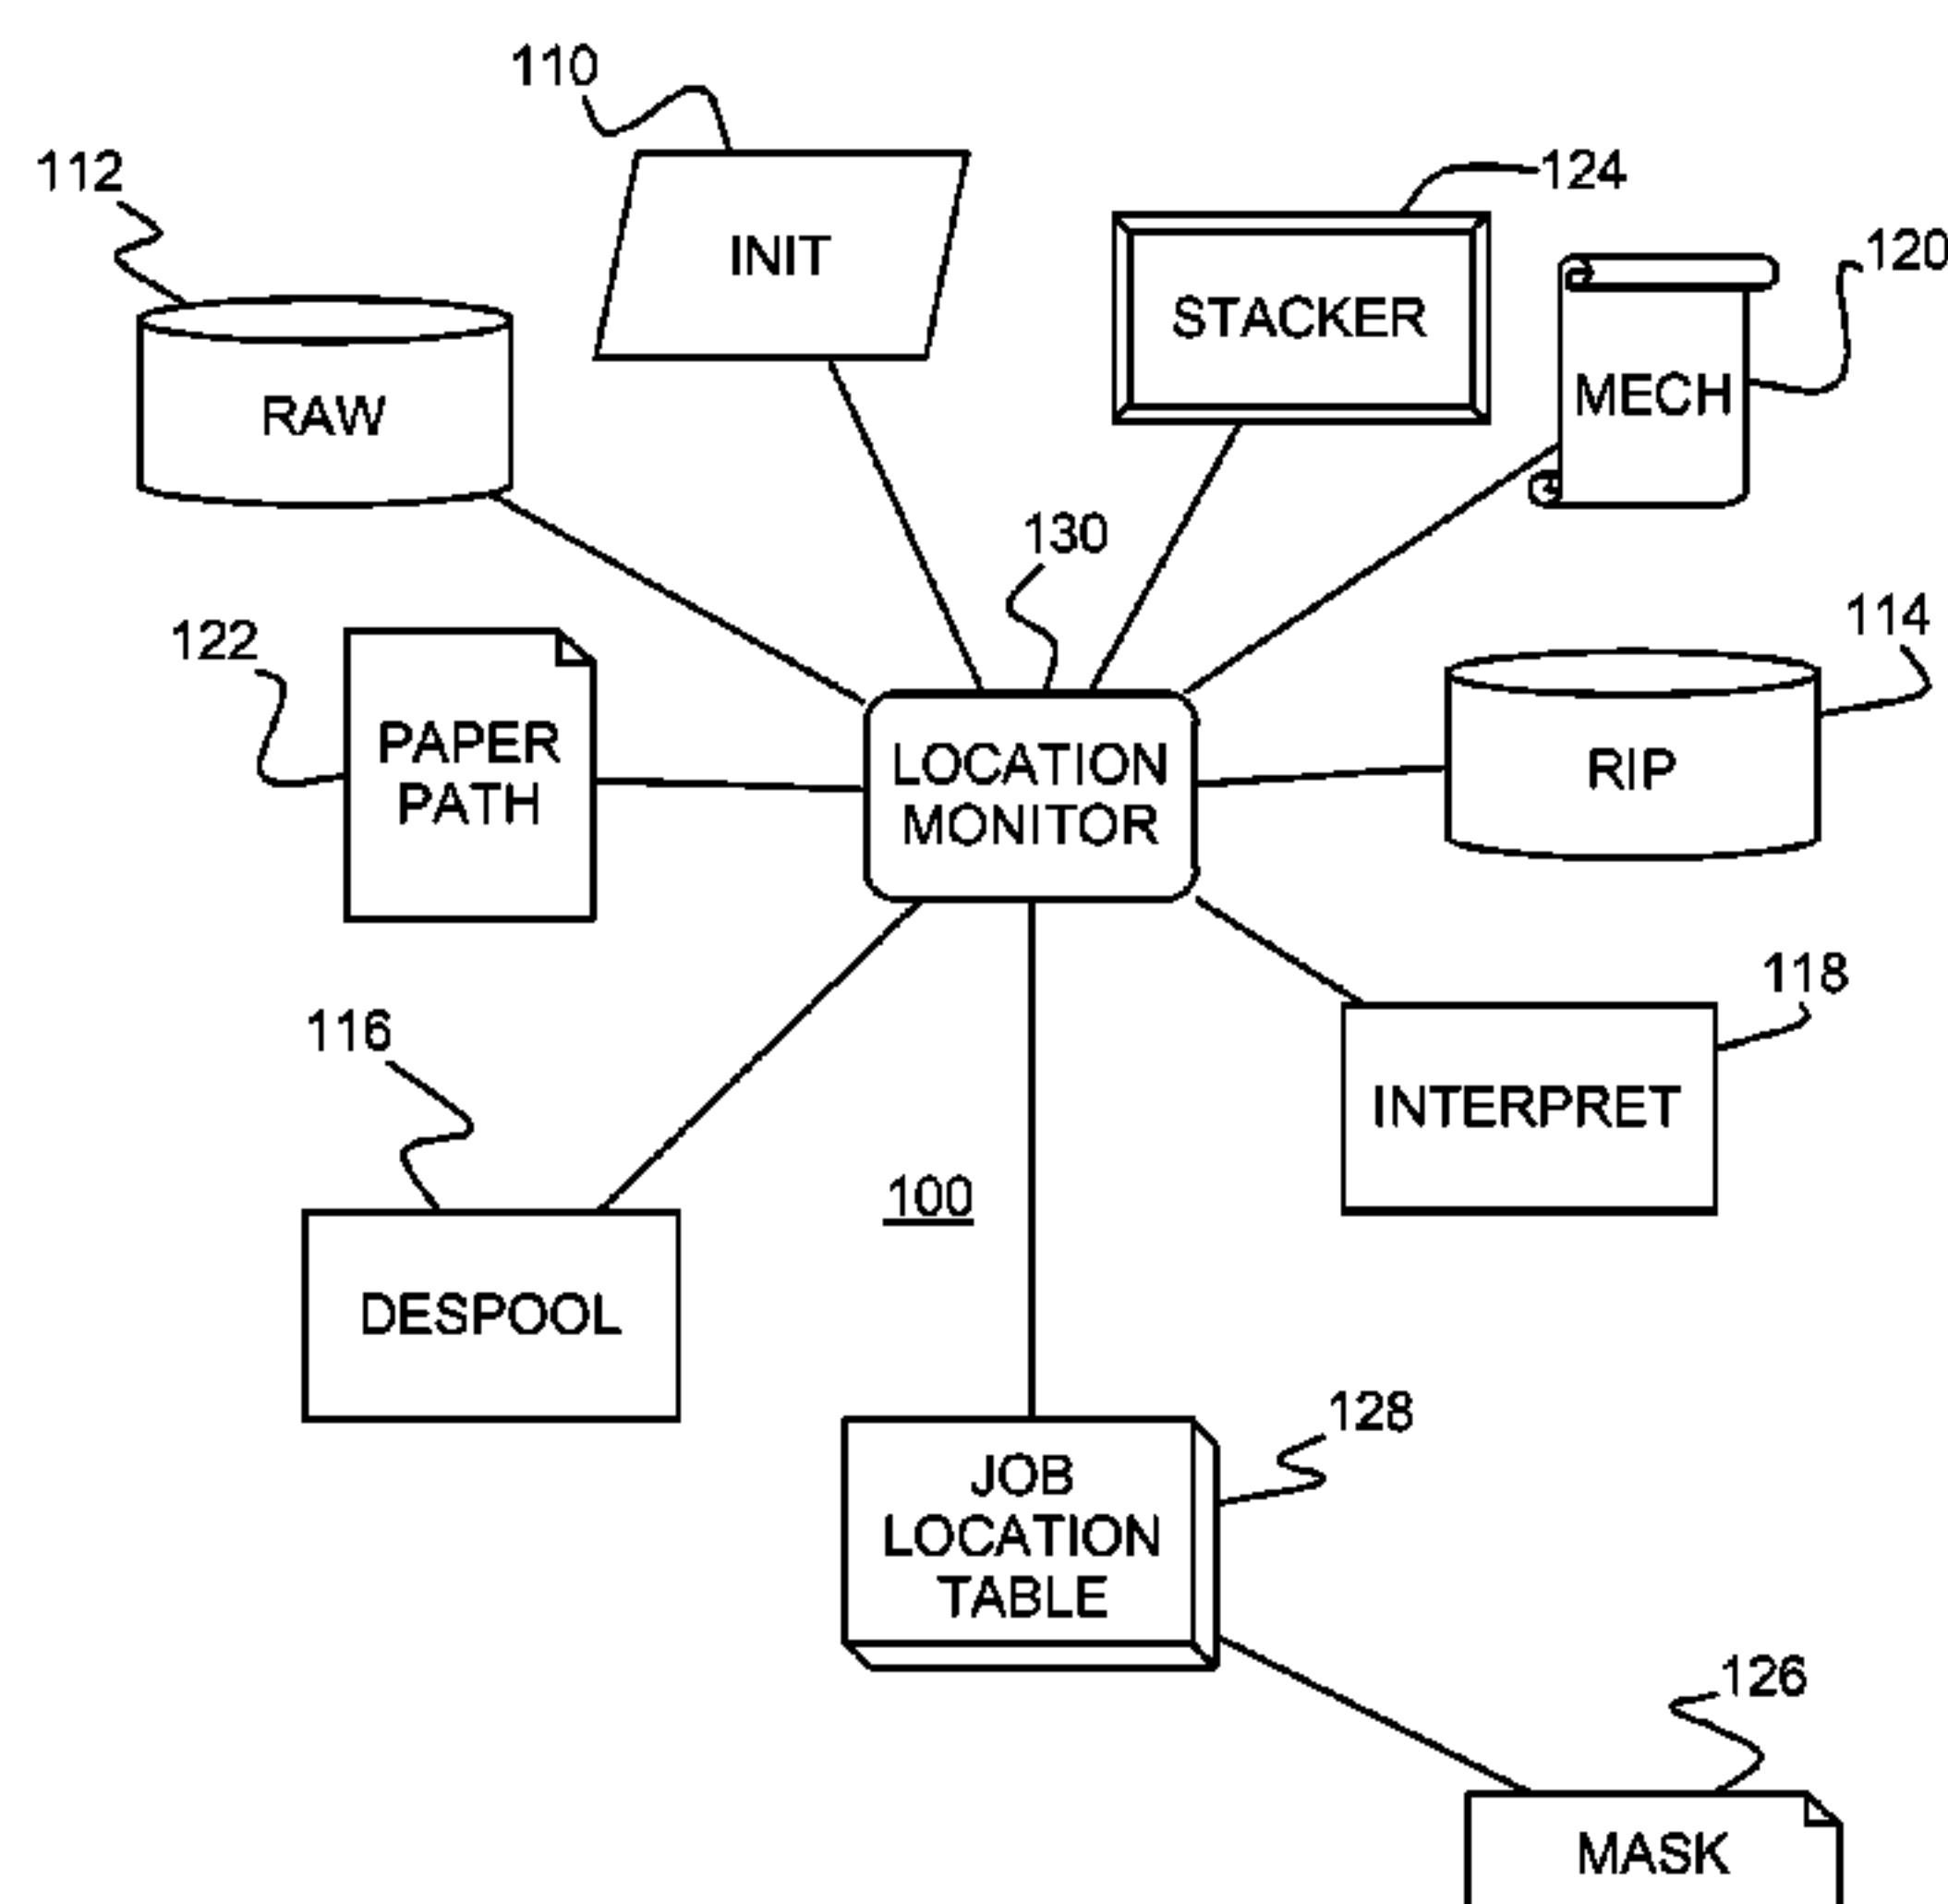 110
112
INIT
124
STACKER
120
RAW
MECH
130
122
114
PAPER
PATH
LOCATION
MONITOR
RIP
118
116
INTERPRET
100
DESPOOL
128
JOB
LOCATION
TABLE
126
MASK